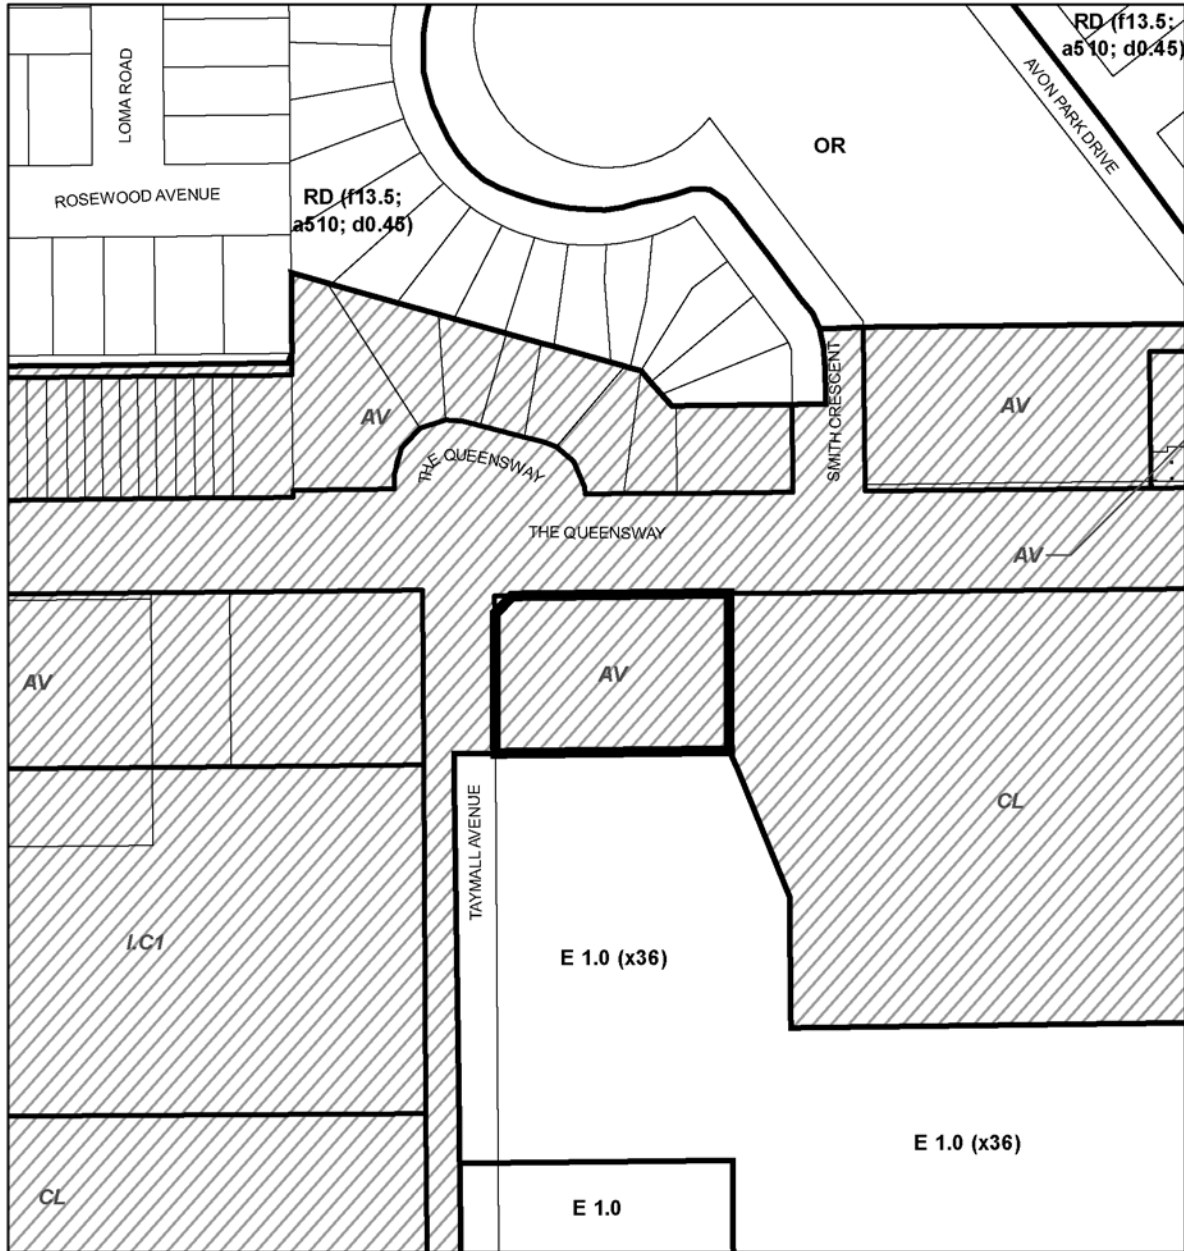 RD (f13.5;
a510; d0.45)
LOMA ROAD
AVON PARK DRIVE
OR
ROSEWOOD AVENUE
RD (f13.5;
a510; d0.45)
SMITH CRESCENT
AV
AV
THE QUEENSWAY
THE QUEENSWAY
AV
AV
AV
CL
TAYMALL AVENUE
I.C1
E 1.0 (x36)
E 1.0 (x36)
CL
E 1.0